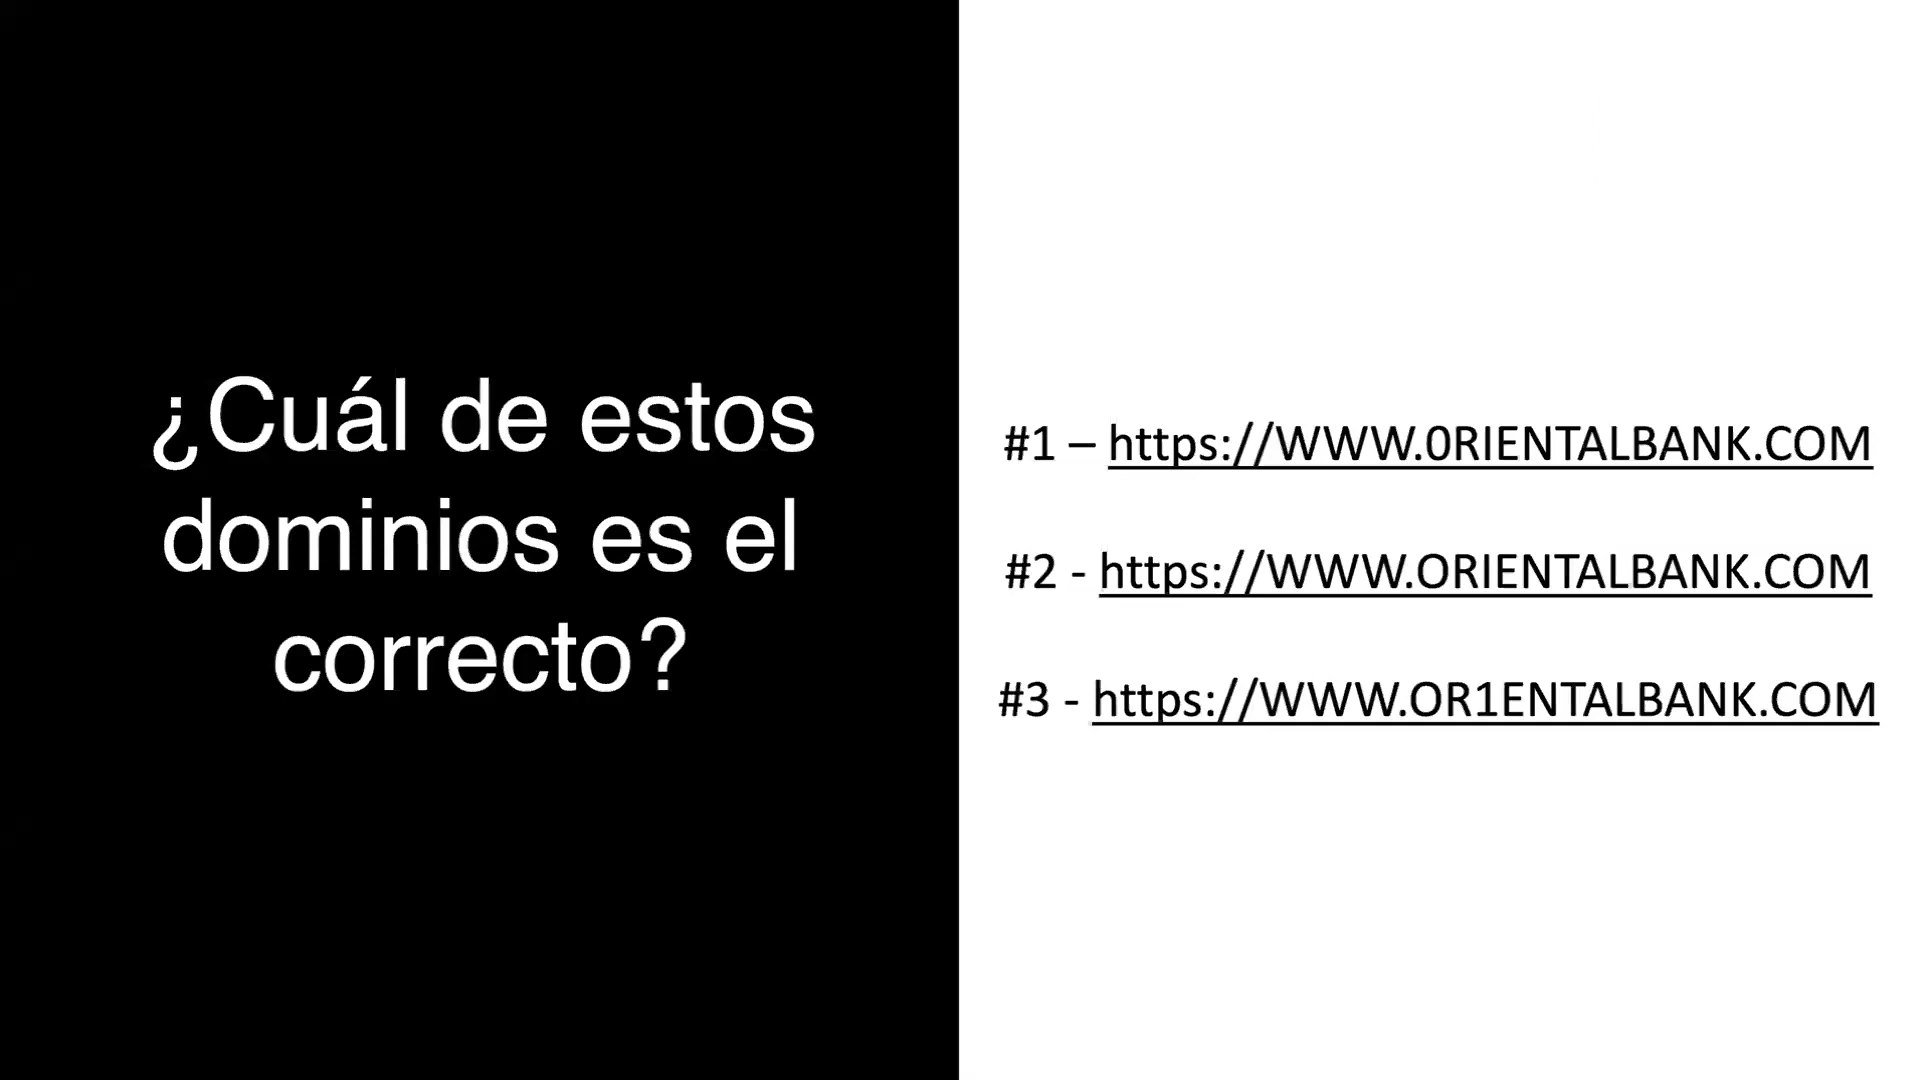 ¿Cuál de estos
dominios es el
correcto?
#1 – https://WWW.0RIENTALBANK.COM
#2 - https://WWW.ORIENTALBANK.COM
#3 - https://WWW.OR1ENTALBANK.COM